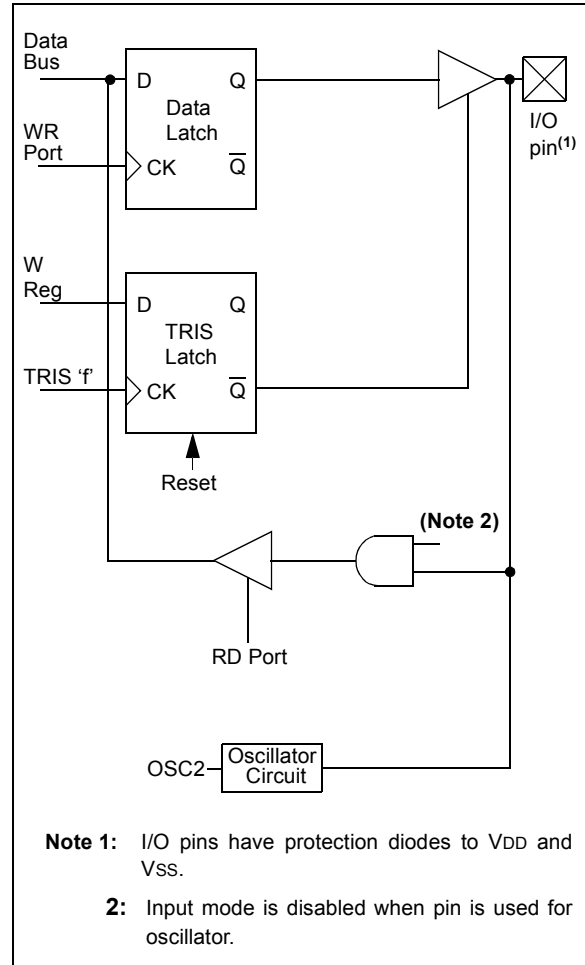 Data
Bus
D
Q
Data
Latch
WR
Port
CK
Q
I/O
pin(1)
W
Reg
D
Q
TRIS
Latch
TRIS ‘f’
CK
Q
Reset
(Note 2)
RD Port
OSC2
Oscillator
Circuit
Note 1: I/O pins have protection diodes to VDD and
VSS.
2: Input mode is disabled when pin is used for
oscillator.